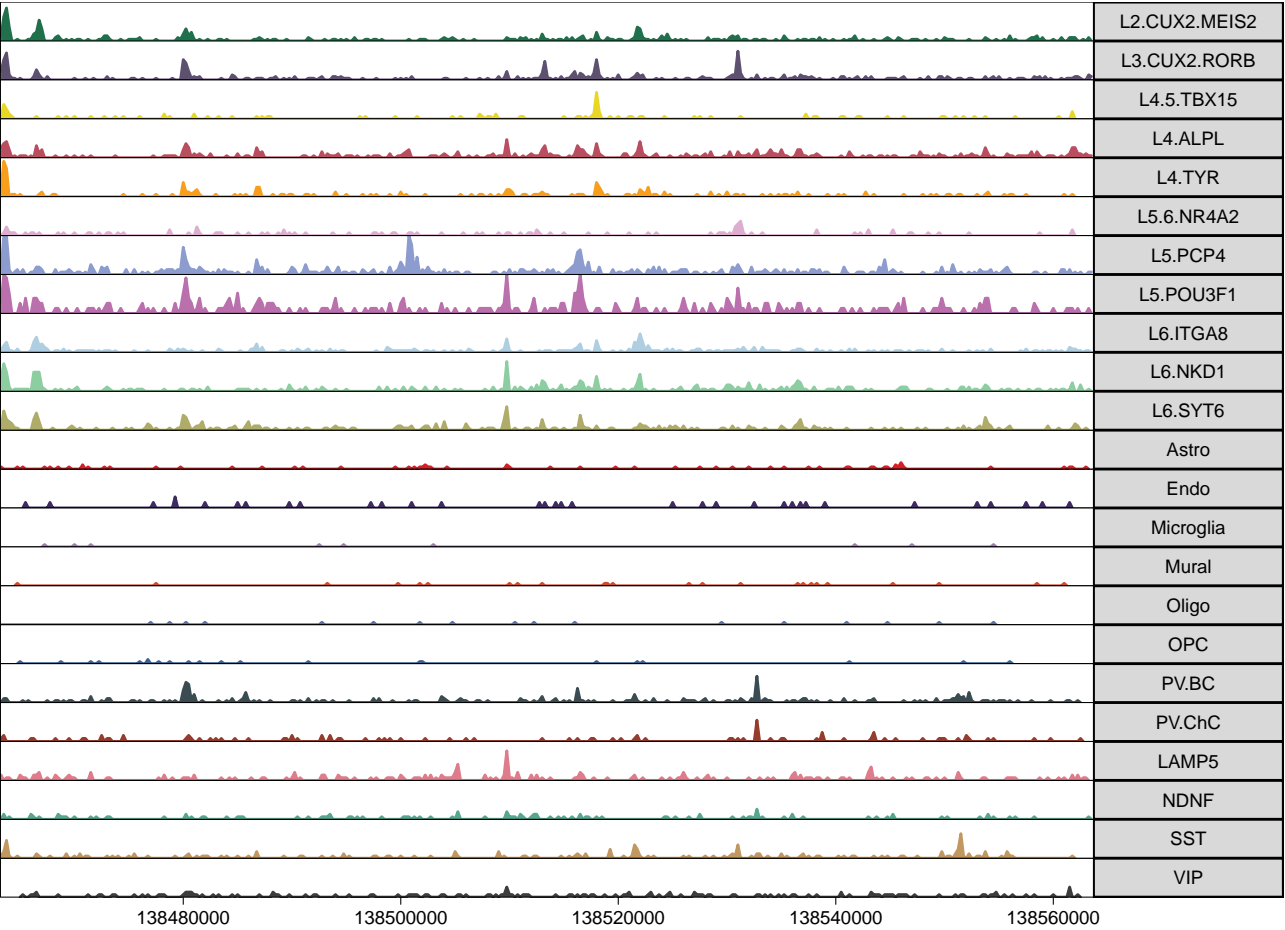 L2.CUX2.MEIS2
L3.CUX2.RORB
L4.5.TBX15
L4.ALPL
L4.TYR
L5.6.NR4A2
L5.PCP4
L5.POU3F1
L6.ITGA8
L6.NKD1
L6.SYT6
Astro
Endo
Microglia
Mural
Oligo
OPC
PV.BC
PV.ChC
LAMP5
NDNF
SST
VIP
138480000 138500000 138520000 138540000 138560000